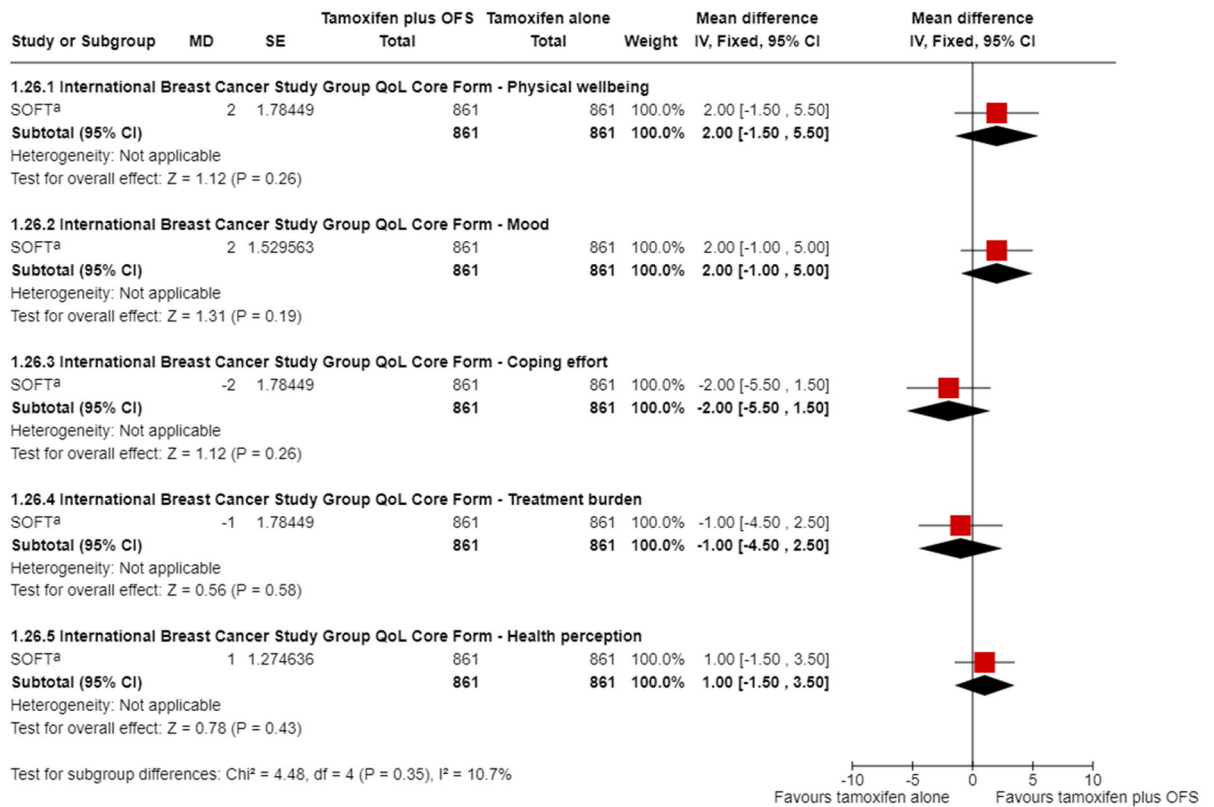 Tamoxifen plus OFS Tamoxifen alone Mean difference Mean difference
Study or Subgroup MD SE Total Total Weight IV, Fixed, 95% CI IV, Fixed, 95% CI
1.26.1 International Breast Cancer Study Group QoL Core Form - Physical wellbeing
SOFTᵃ 2 1.78449 861 861 100.0% 2.00 [-1.50 , 5.50]
Subtotal (95% CI) 861 861 100.0% 2.00 [-1.50 , 5.50]
Heterogeneity: Not applicable
Test for overall effect: Z = 1.12 (P = 0.26)
1.26.2 International Breast Cancer Study Group QoL Core Form - Mood
SOFTᵃ 2 1.529563 861 861 100.0% 2.00 [-1.00 , 5.00]
Subtotal (95% CI) 861 861 100.0% 2.00 [-1.00 , 5.00]
Heterogeneity: Not applicable
Test for overall effect: Z = 1.31 (P = 0.19)
1.26.3 International Breast Cancer Study Group QoL Core Form - Coping effort
SOFTᵃ -2 1.78449 861 861 100.0% -2.00 [-5.50 , 1.50]
Subtotal (95% CI) 861 861 100.0% -2.00 [-5.50 , 1.50]
Heterogeneity: Not applicable
Test for overall effect: Z = 1.12 (P = 0.26)
1.26.4 International Breast Cancer Study Group QoL Core Form - Treatment burden
SOFTᵃ -1 1.78449 861 861 100.0% -1.00 [-4.50 , 2.50]
Subtotal (95% CI) 861 861 100.0% -1.00 [-4.50 , 2.50]
Heterogeneity: Not applicable
Test for overall effect: Z = 0.56 (P = 0.58)
1.26.5 International Breast Cancer Study Group QoL Core Form - Health perception
SOFTᵃ 1 1.274636 861 861 100.0% 1.00 [-1.50 , 3.50]
Subtotal (95% CI) 861 861 100.0% 1.00 [-1.50 , 3.50]
Heterogeneity: Not applicable
Test for overall effect: Z = 0.78 (P = 0.43)
Test for subgroup differences: Chi² = 4.48, df = 4 (P = 0.35), I² = 10.7%
-10 -5 0 5 10
Favours tamoxifen alone Favours tamoxifen plus OFS